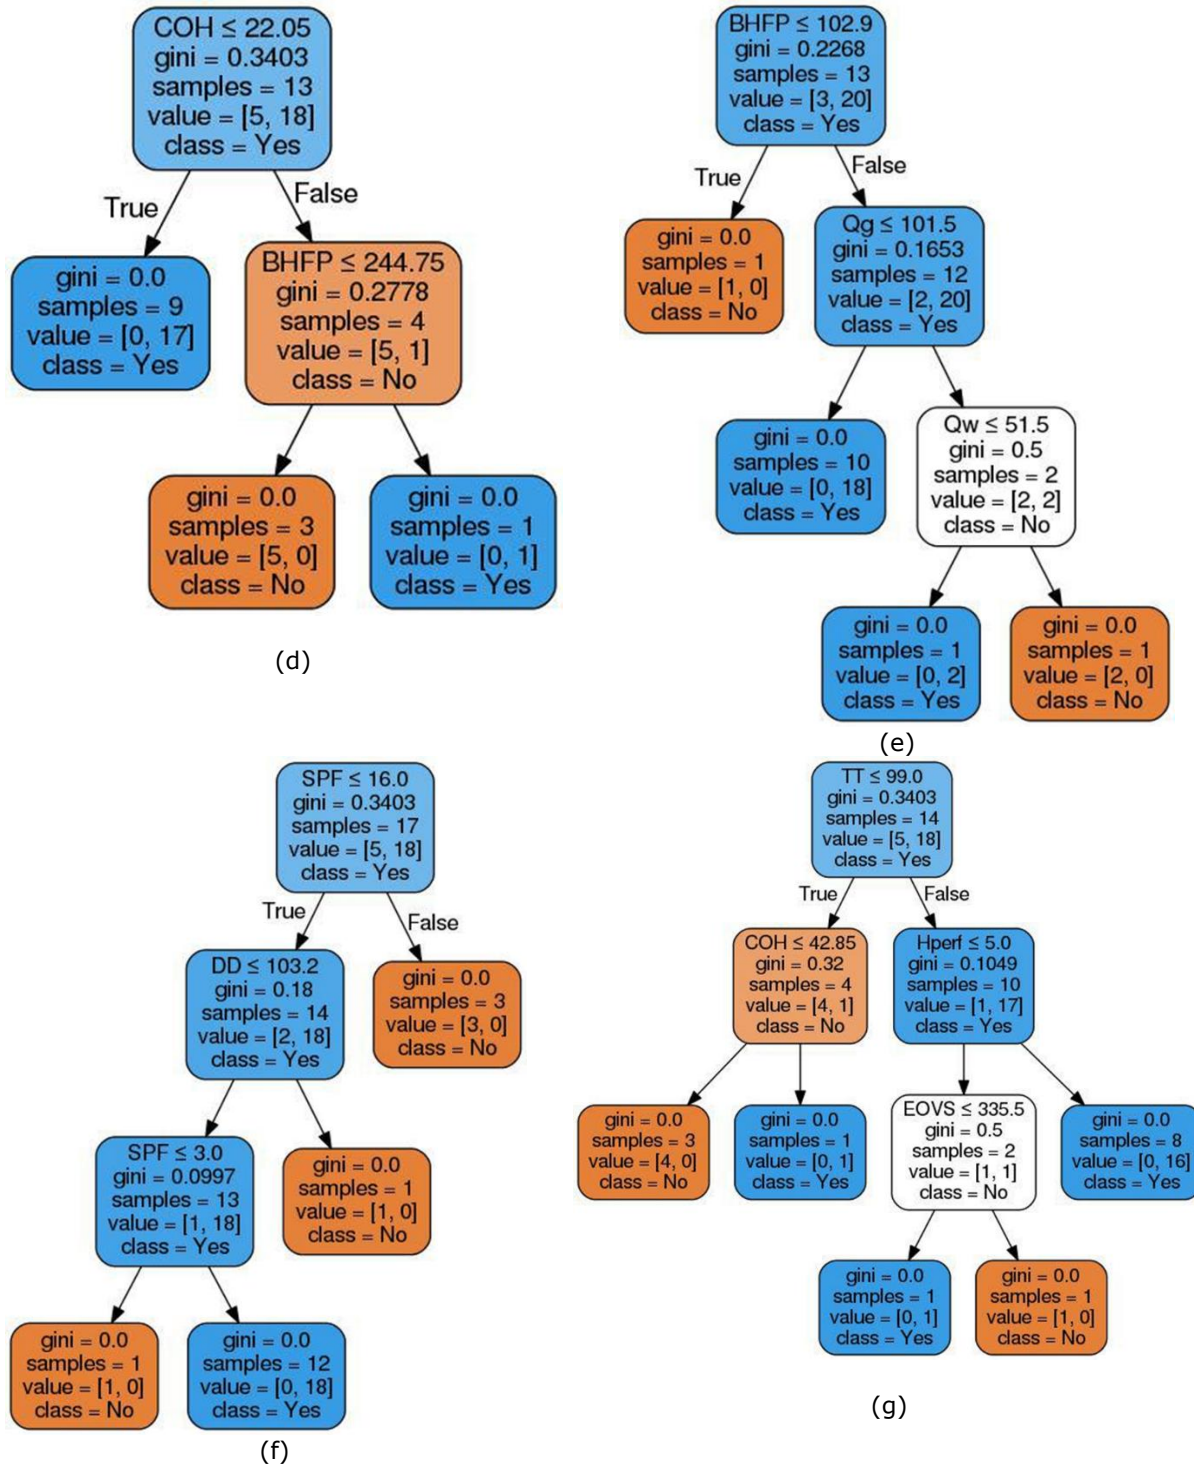 COH ≤ 22.05
gini = 0.3403
samples = 13
value = [5, 18]
class = Yes
True
False
gini = 0.0
samples = 9
value = [0, 17]
class = Yes
BHFP ≤ 244.75
gini = 0.2778
samples = 4
value = [5, 1]
class = No
gini = 0.0
samples = 3
value = [5, 0]
class = No
gini = 0.0
samples = 1
value = [0, 1]
class = Yes
(d)
BHFP ≤ 102.9
gini = 0.2268
samples = 13
value = [3, 20]
class = Yes
True
False
gini = 0.0
samples = 1
value = [1, 0]
class = No
Qg ≤ 101.5
gini = 0.1653
samples = 12
value = [2, 20]
class = Yes
gini = 0.0
samples = 10
value = [0, 18]
class = Yes
Qw ≤ 51.5
gini = 0.5
samples = 2
value = [2, 2]
class = No
gini = 0.0
samples = 1
value = [0, 2]
class = Yes
gini = 0.0
samples = 1
value = [2, 0]
class = No
(e)
SPF ≤ 16.0
gini = 0.3403
samples = 17
value = [5, 18]
class = Yes
True
False
DD ≤ 103.2
gini = 0.18
samples = 14
value = [2, 18]
class = Yes
gini = 0.0
samples = 3
value = [3, 0]
class = No
SPF ≤ 3.0
gini = 0.0997
samples = 13
value = [1, 18]
class = Yes
gini = 0.0
samples = 1
value = [1, 0]
class = No
gini = 0.0
samples = 1
value = [1, 0]
class = No
gini = 0.0
samples = 12
value = [0, 18]
class = Yes
(f)
TT ≤ 99.0
gini = 0.3403
samples = 14
value = [5, 18]
class = Yes
True
False
COH ≤ 42.85
gini = 0.32
samples = 4
value = [4, 1]
class = No
Hperf ≤ 5.0
gini = 0.1049
samples = 10
value = [1, 17]
class = Yes
gini = 0.0
samples = 3
value = [4, 0]
class = No
gini = 0.0
samples = 1
value = [0, 1]
class = Yes
EOVS ≤ 335.5
gini = 0.5
samples = 2
value = [1, 1]
class = No
gini = 0.0
samples = 8
value = [0, 16]
class = Yes
gini = 0.0
samples = 1
value = [0, 1]
class = Yes
gini = 0.0
samples = 1
value = [1, 0]
class = No
(g)